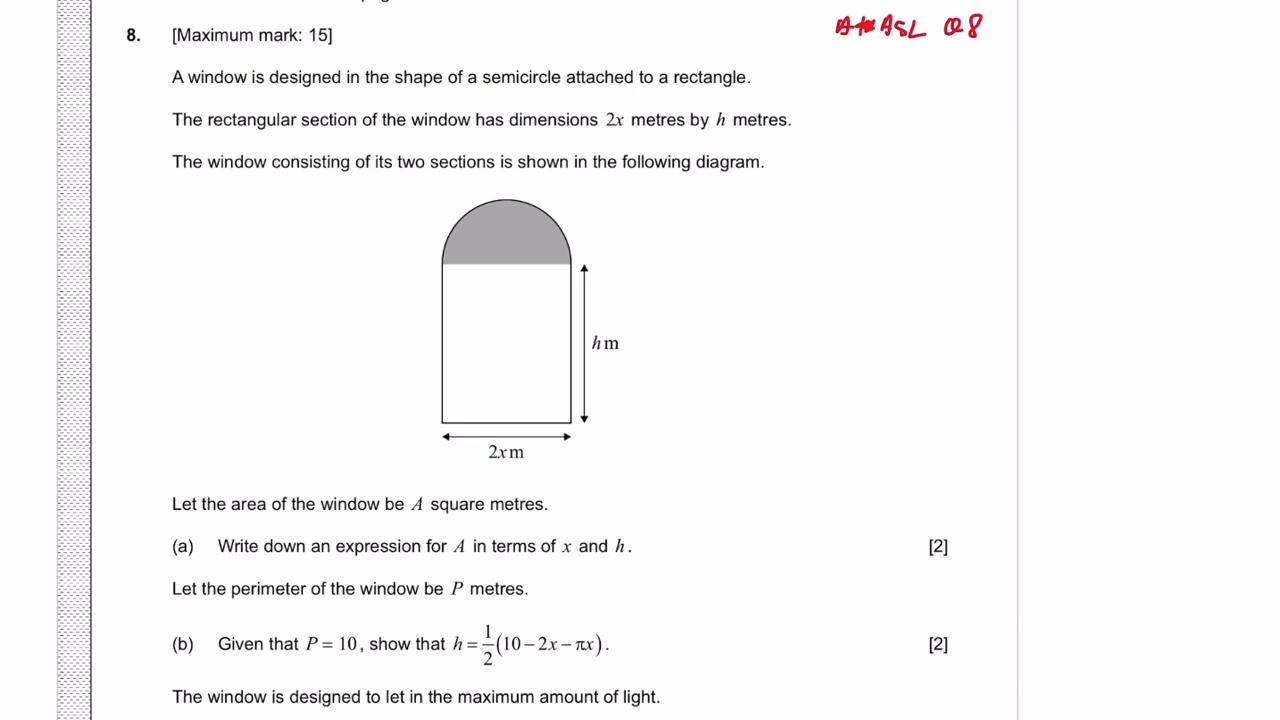 A ASL Q8
8. [Maximum mark: 15]
A window is designed in the shape of a semicircle attached to a rectangle.
The rectangular section of the window has dimensions 2x metres by h metres.
The window consisting of its two sections is shown in the following diagram.
h m
2x m
Let the area of the window be A square metres.
(a) Write down an expression for A in terms of x and h. [2]
Let the perimeter of the window be P metres.
(b) Given that P = 10, show that h = 1/2 (10 − 2x − πx). [2]
The window is designed to let in the maximum amount of light.